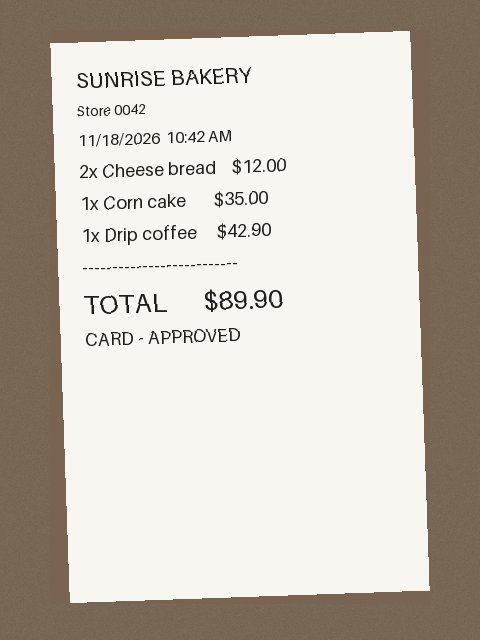 SUNRISE BAKERY
Store 0042
11/18/2026 10:42 AM
2x Cheese bread $12.00
1x Corn cake $35.00
1x Drip coffee $42.90
--------------------------
TOTAL $89.90
CARD - APPROVED